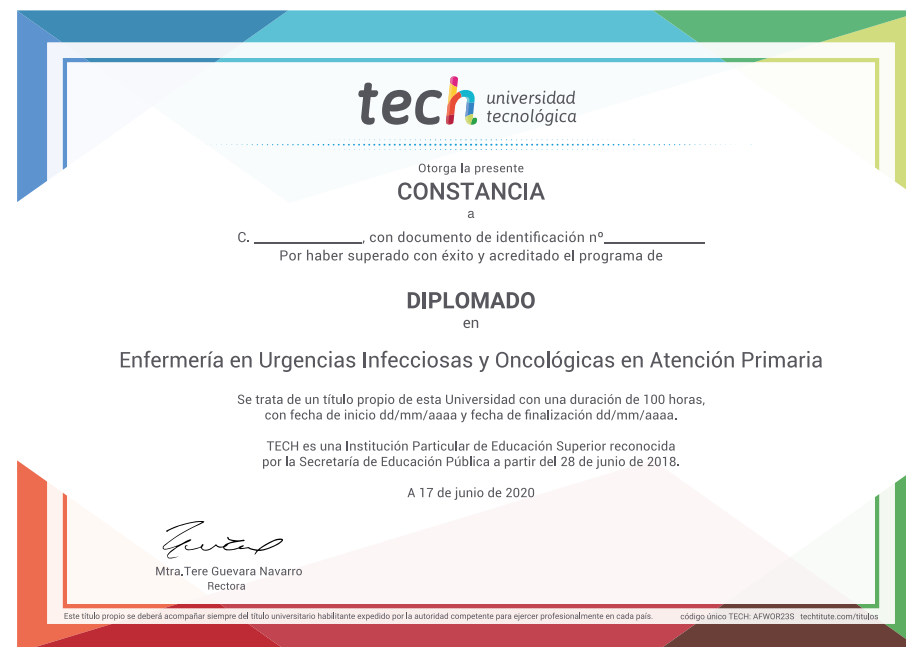 tech universidad
tecnológica
Otorga la presente
CONSTANCIA
a
C. ____________, con documento de identificación nº____________
Por haber superado con éxito y acreditado el programa de
DIPLOMADO
en
Enfermería en Urgencias Infecciosas y Oncológicas en Atención Primaria
Se trata de un título propio de esta Universidad con una duración de 100 horas,
con fecha de inicio dd/mm/aaaa y fecha de finalización dd/mm/aaaa.
TECH es una Institución Particular de Educación Superior reconocida
por la Secretaría de Educación Pública a partir del 28 de junio de 2018.
A 17 de junio de 2020
Mtra.Tere Guevara Navarro
Rectora
Este título propio se deberá acompañar siempre del título universitario habilitante expedido por la autoridad competente para ejercer profesionalmente en cada país. código único TECH: AFWOR23S techtitute.com/titulos